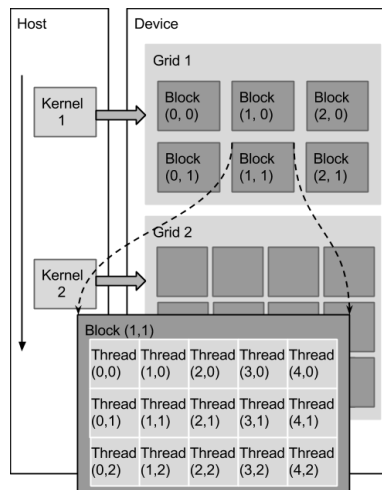 Host
Device
Grid 1
Kernel
1
Block
(0, 0)
Block
(1, 0)
Block
(2, 0)
Block
(0, 1)
Block
(1, 1)
Block
(2, 1)
Grid 2
Kernel
2
Block (1,1)
Thread
(0,0)
Thread
(1,0)
Thread
(2,0)
Thread
(3,0)
Thread
(4,0)
Thread
(0,1)
Thread
(1,1)
Thread
(2,1)
Thread
(3,1)
Thread
(4,1)
Thread
(0,2)
Thread
(1,2)
Thread
(2,2)
Thread
(3,2)
Thread
(4,2)